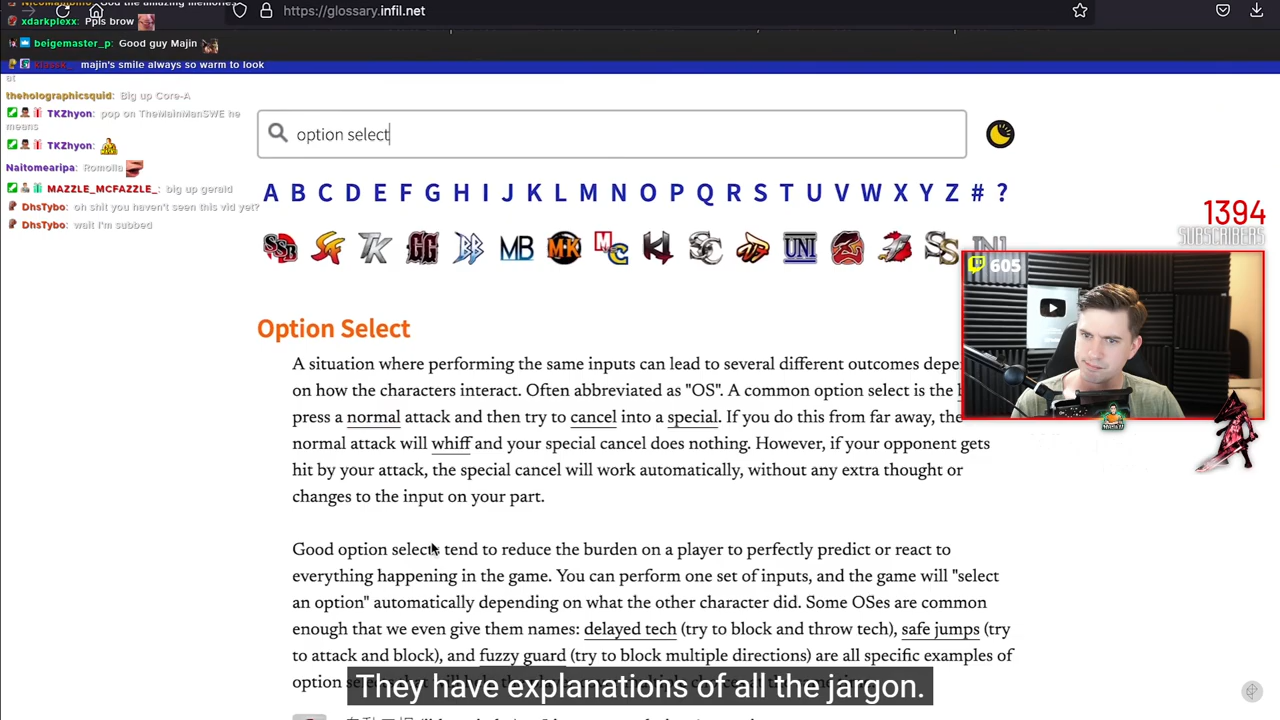 https://glossary.infil.net
xdarkplexx: Ppls brow
beigemaster_p: Good guy Majin
klassk_: majin's smile always so warm to look
at
theholographicsquid: Big up Core-A
TKZhyon: pop on TheMainManSWE he
means
TKZhyon:
Naitomearipa: Romolla
MAZZLE_MCFAZZLE_: big up gerald
DhsTybo: oh shit you haven't seen this vid yet?
DhsTybo: wait I'm subbed
option select
A B C D E F G H I J K L M N O P Q R S T U V W X Y Z # ?
1394
SUBSCRIBERS
605
Option Select
A situation where performing the same inputs can lead to several different outcomes depe
on how the characters interact. Often abbreviated as "OS". A common option select is the
press a normal attack and then try to cancel into a special. If you do this from far away, the
normal attack will whiff and your special cancel does nothing. However, if your opponent gets
hit by your attack, the special cancel will work automatically, without any extra thought or
changes to the input on your part.
Good option selects tend to reduce the burden on a player to perfectly predict or react to
everything happening in the game. You can perform one set of inputs, and the game will "select
an option" automatically depending on what the other character did. Some OSes are common
enough that we even give them names: delayed tech (try to block and throw tech), safe jumps (try
to attack and block), and fuzzy guard (try to block multiple directions) are all specific examples of
option
They have explanations of all the jargon.